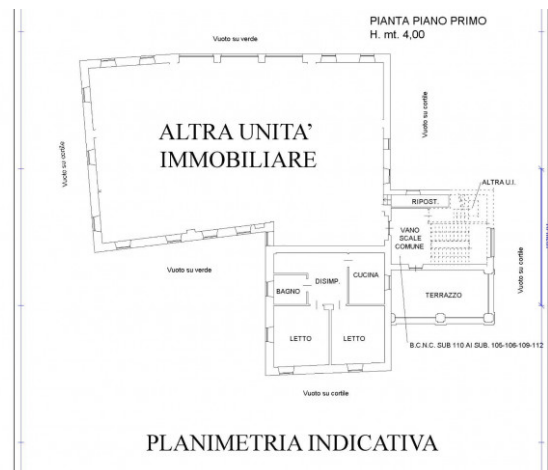 PIANTA PIANO PRIMO
H. mt. 4,00
Vuoto su verde
ALTRA UNITA'
IMMOBILIARE
Vuoto su cortile
Vuoto su cortile
ALTRA U.I.
RIPOST.
VANO
SCALE
COMUNE
Vuoto su verde
Vuoto su cortile
DISIMP.
CUCINA
BAGNO
TERRAZZO
LETTO
LETTO
B.C.N.C. SUB 110 AI SUB. 105-106-109-112
Vuoto su cortile
PLANIMETRIA INDICATIVA